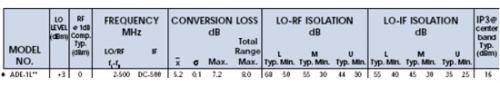 LO LEVEL (dBm)
RF @ 1dB Comp. Typ. (dBm)
FREQUENCY MHz
CONVERSION LOSS dB
LO-RF ISOLATION dB
LO-IF ISOLATION dB
IP3@ center band Typ. (dBm)
MODEL NO.
LO/RF IF
fL-fU
x̄ σ Max. Total Range Max.
L M U
Typ. Min. Typ. Min. Typ. Min.
L M U
Typ. Min. Typ. Min. Typ. Min.
ADE-1L** +3 0 2-500 DC-500 5.2 0.1 7.2 8.0 68 50 55 30 44 30 55 40 45 30 35 25 16